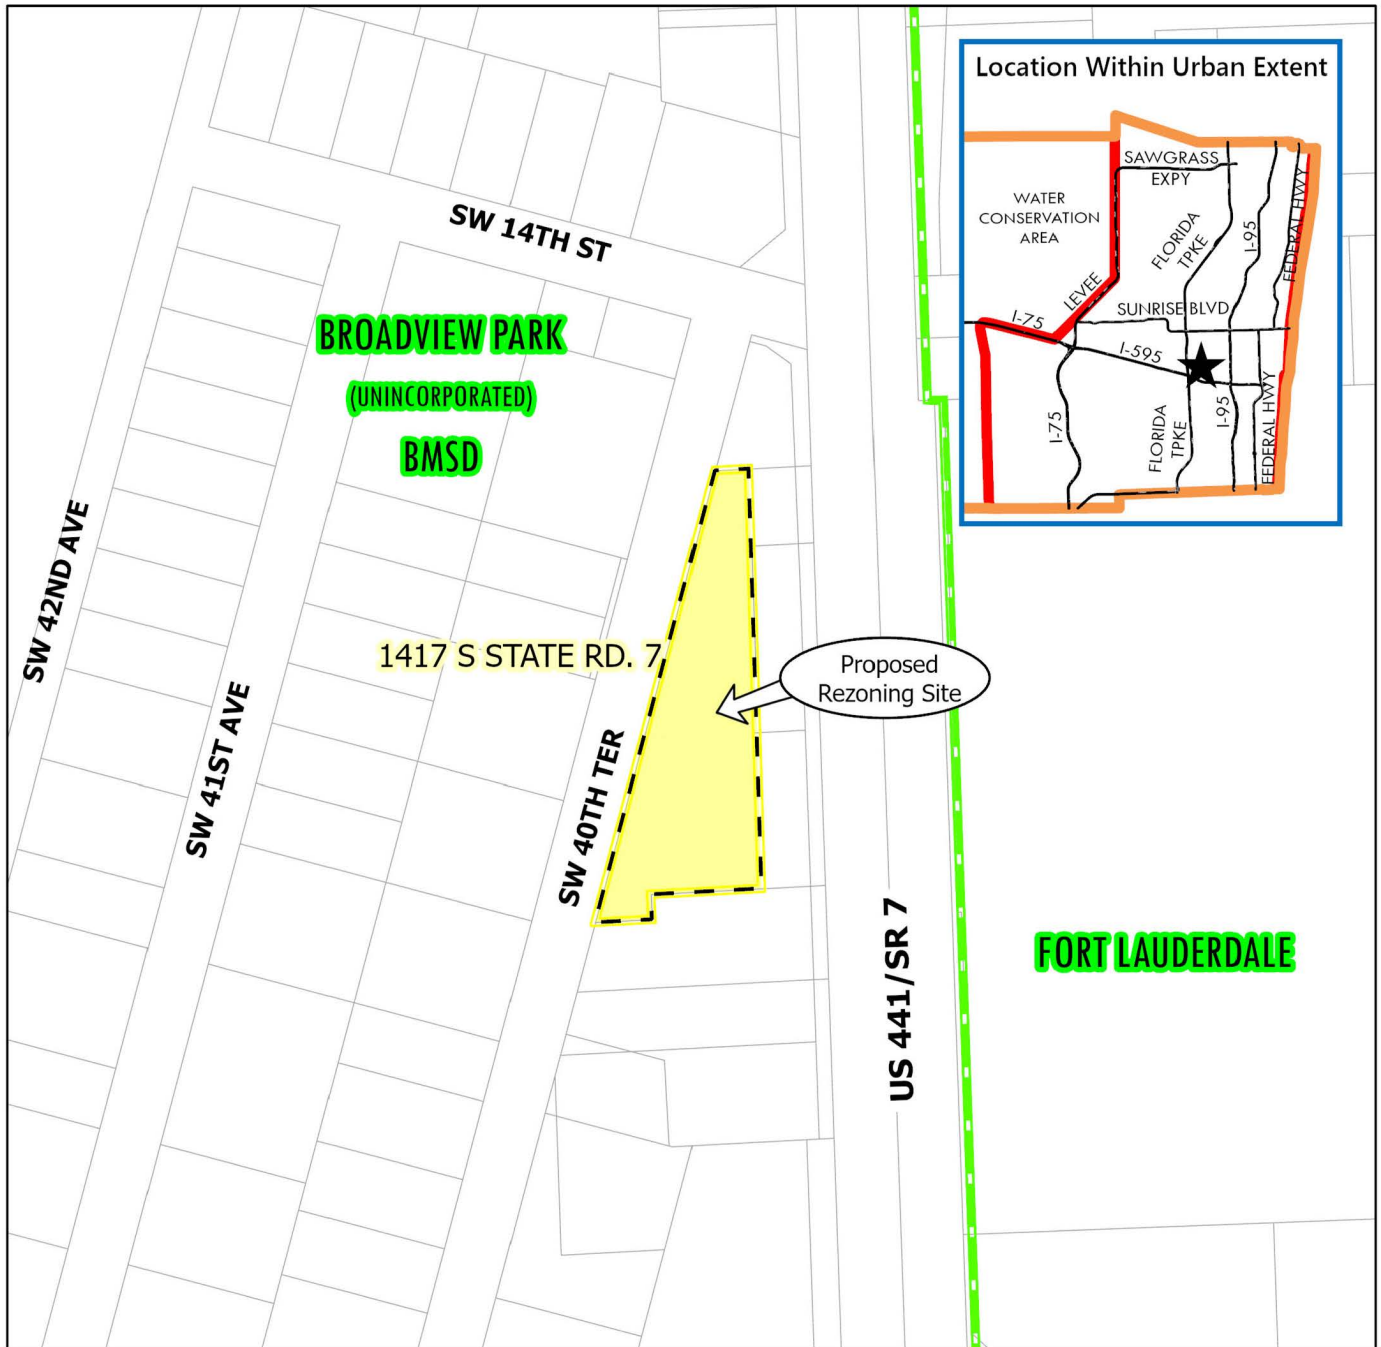 Location Within Urban Extent
SAWGRASS
EXPY
WATER
CONSERVATION
AREA
FLORIDA
TPKE
I-95
FEDERAL HWY
LEVEE
SUNRISE BLVD
I-75
I-595
I-75
FLORIDA
TPKE
I-95
FEDERAL HWY
SW 14TH ST
BROADVIEW PARK
(UNINCORPORATED)
BMSD
SW 42ND AVE
1417 S STATE RD. 7
Proposed
Rezoning Site
SW 41ST AVE
SW 40TH TER
US 441/SR 7
FORT LAUDERDALE